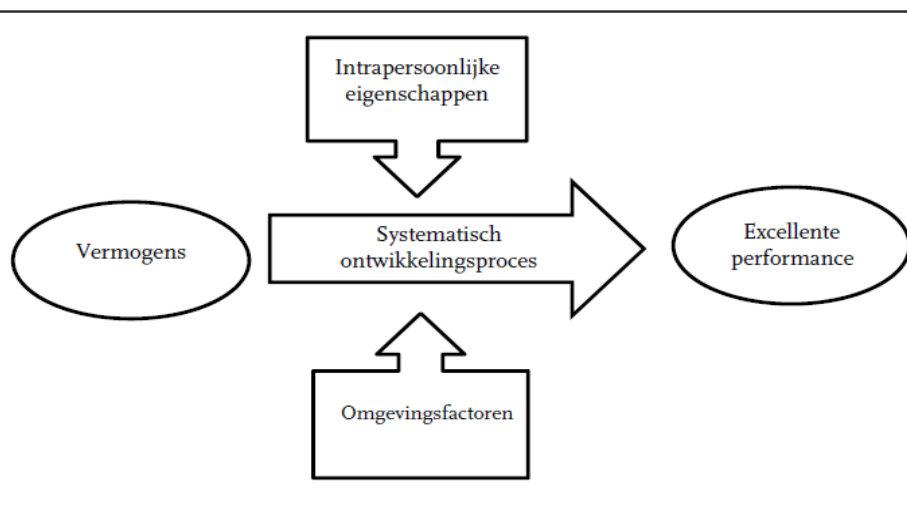 Intrapersoonlijke
eigenschappen
Vermogens
Systematisch
ontwikkelingsproces
Excellente
performance
Omgevingsfactoren